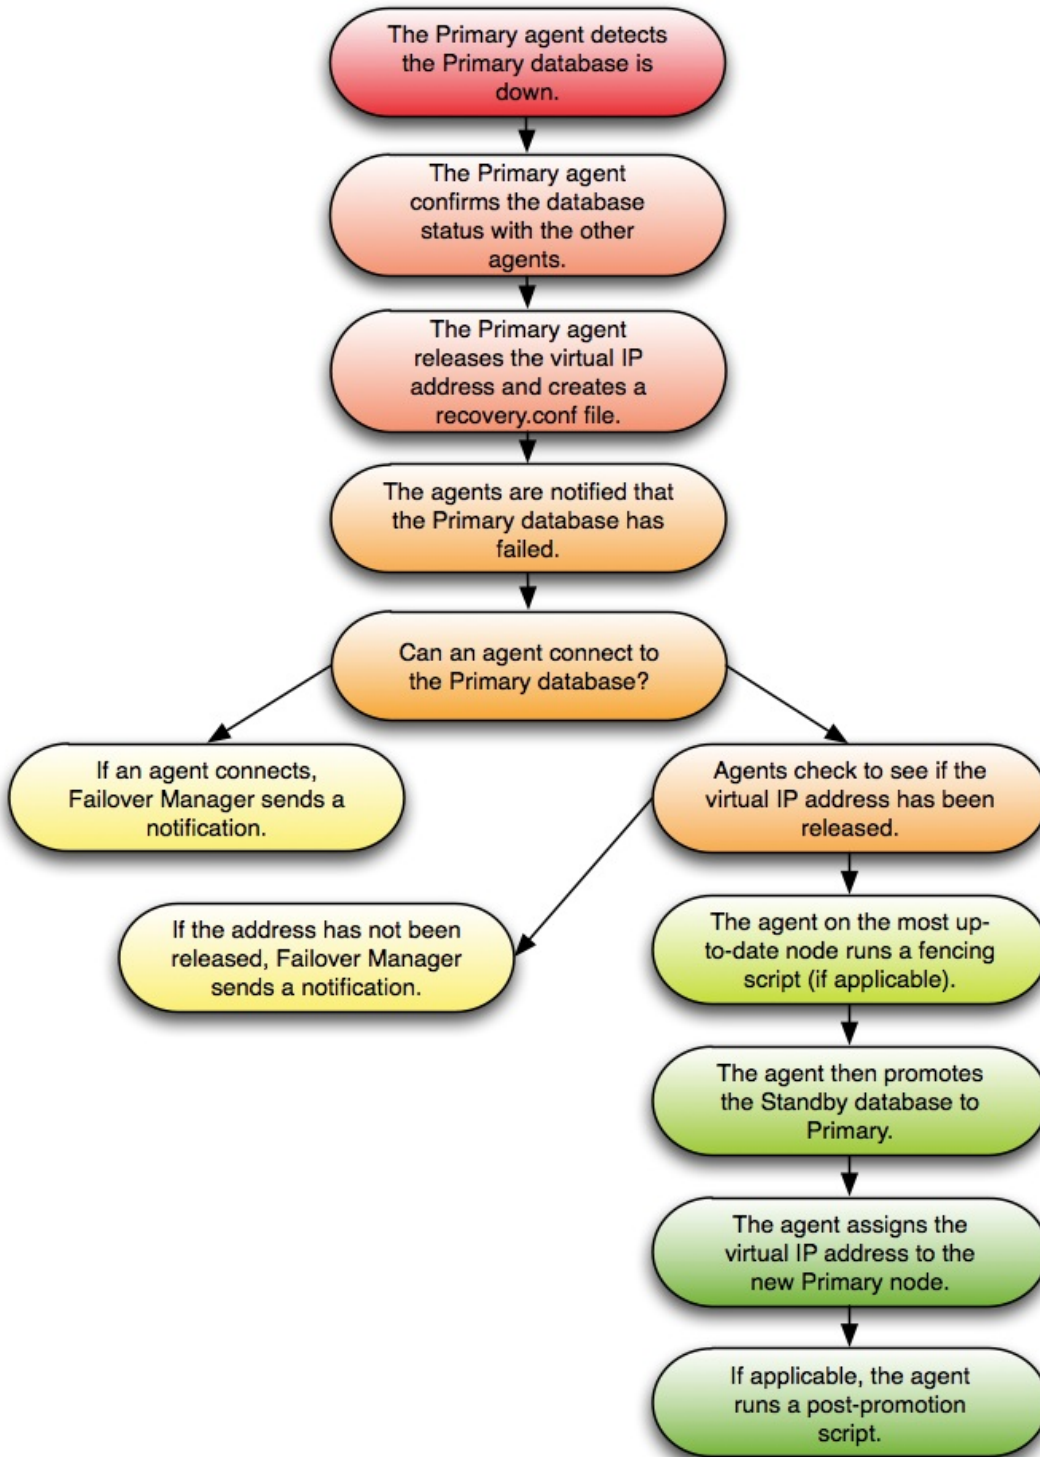 The Primary agent detects
the Primary database is
down.
The Primary agent
confirms the database
status with the other
agents.
The Primary agent
releases the virtual IP
address and creates a
recovery.conf file.
The agents are notified that
the Primary database has
failed.
Can an agent connect to
the Primary database?
If an agent connects,
Failover Manager sends a
notification.
Agents check to see if the
virtual IP address has been
released.
If the address has not been
released, Failover Manager
sends a notification.
The agent on the most up-
to-date node runs a fencing
script (if applicable).
The agent then promotes
the Standby database to
Primary.
The agent assigns the
virtual IP address to the
new Primary node.
If applicable, the agent
runs a post-promotion
script.